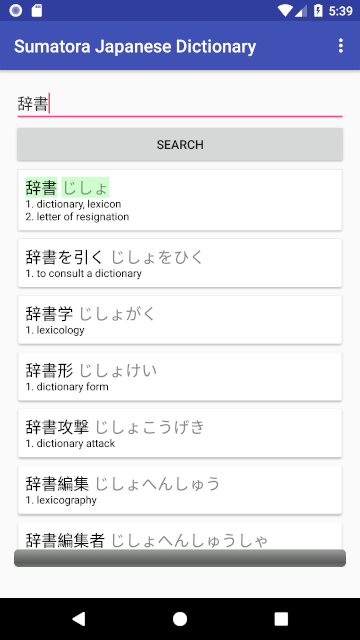 5:39
Sumatora Japanese Dictionary
辞書
SEARCH
辞書 じしょ
1. dictionary, lexicon
2. letter of resignation
辞書を引く じしょをひく
1. to consult a dictionary
辞書学 じしょがく
1. lexicology
辞書形 じしょけい
1. dictionary form
辞書攻撃 じしょこうげき
1. dictionary attack
辞書編集 じしょへんしゅう
1. lexicography
辞書編集者 じしょへんしゅうしゃ